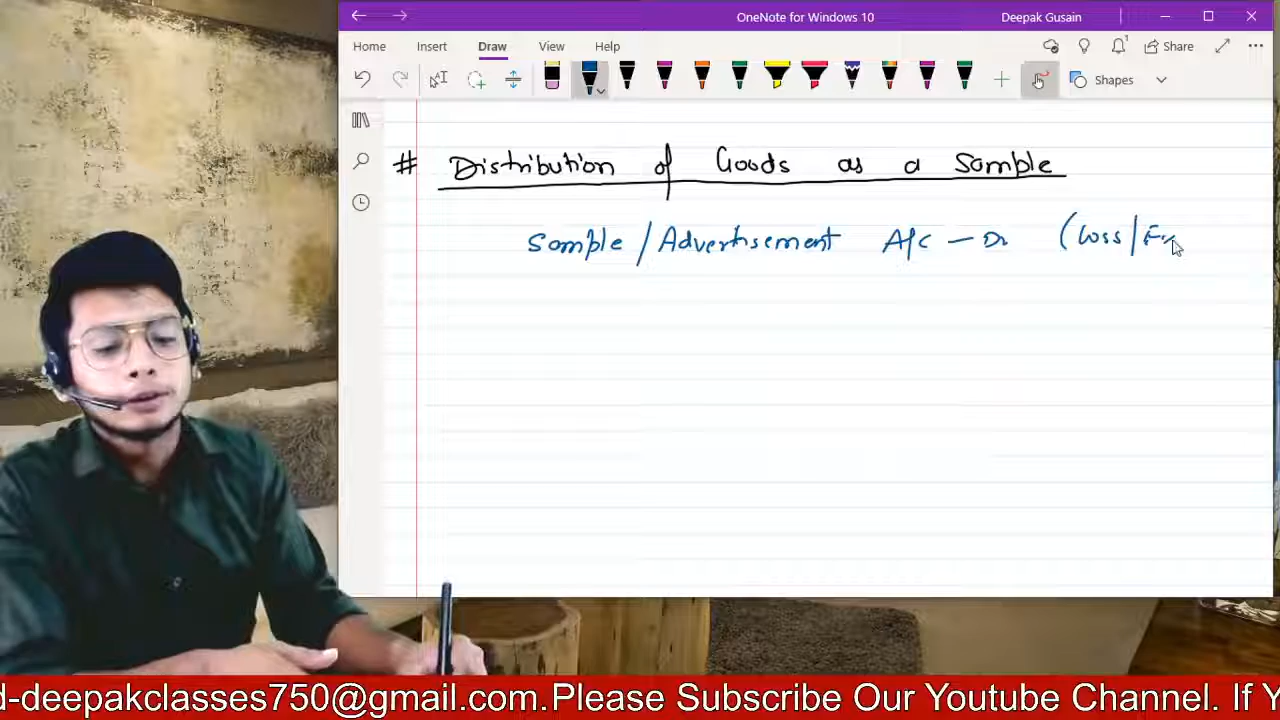 OneNote for Windows 10
Deepak Gusain
Home Insert Draw View Help
Share
Shapes
# Distribution of Goods as a Sample
Sample / Advertisement A/C – Dr (Loss/
d-deepakclasses750@gmail.com.Please Subscribe Our Youtube Channel. If Y